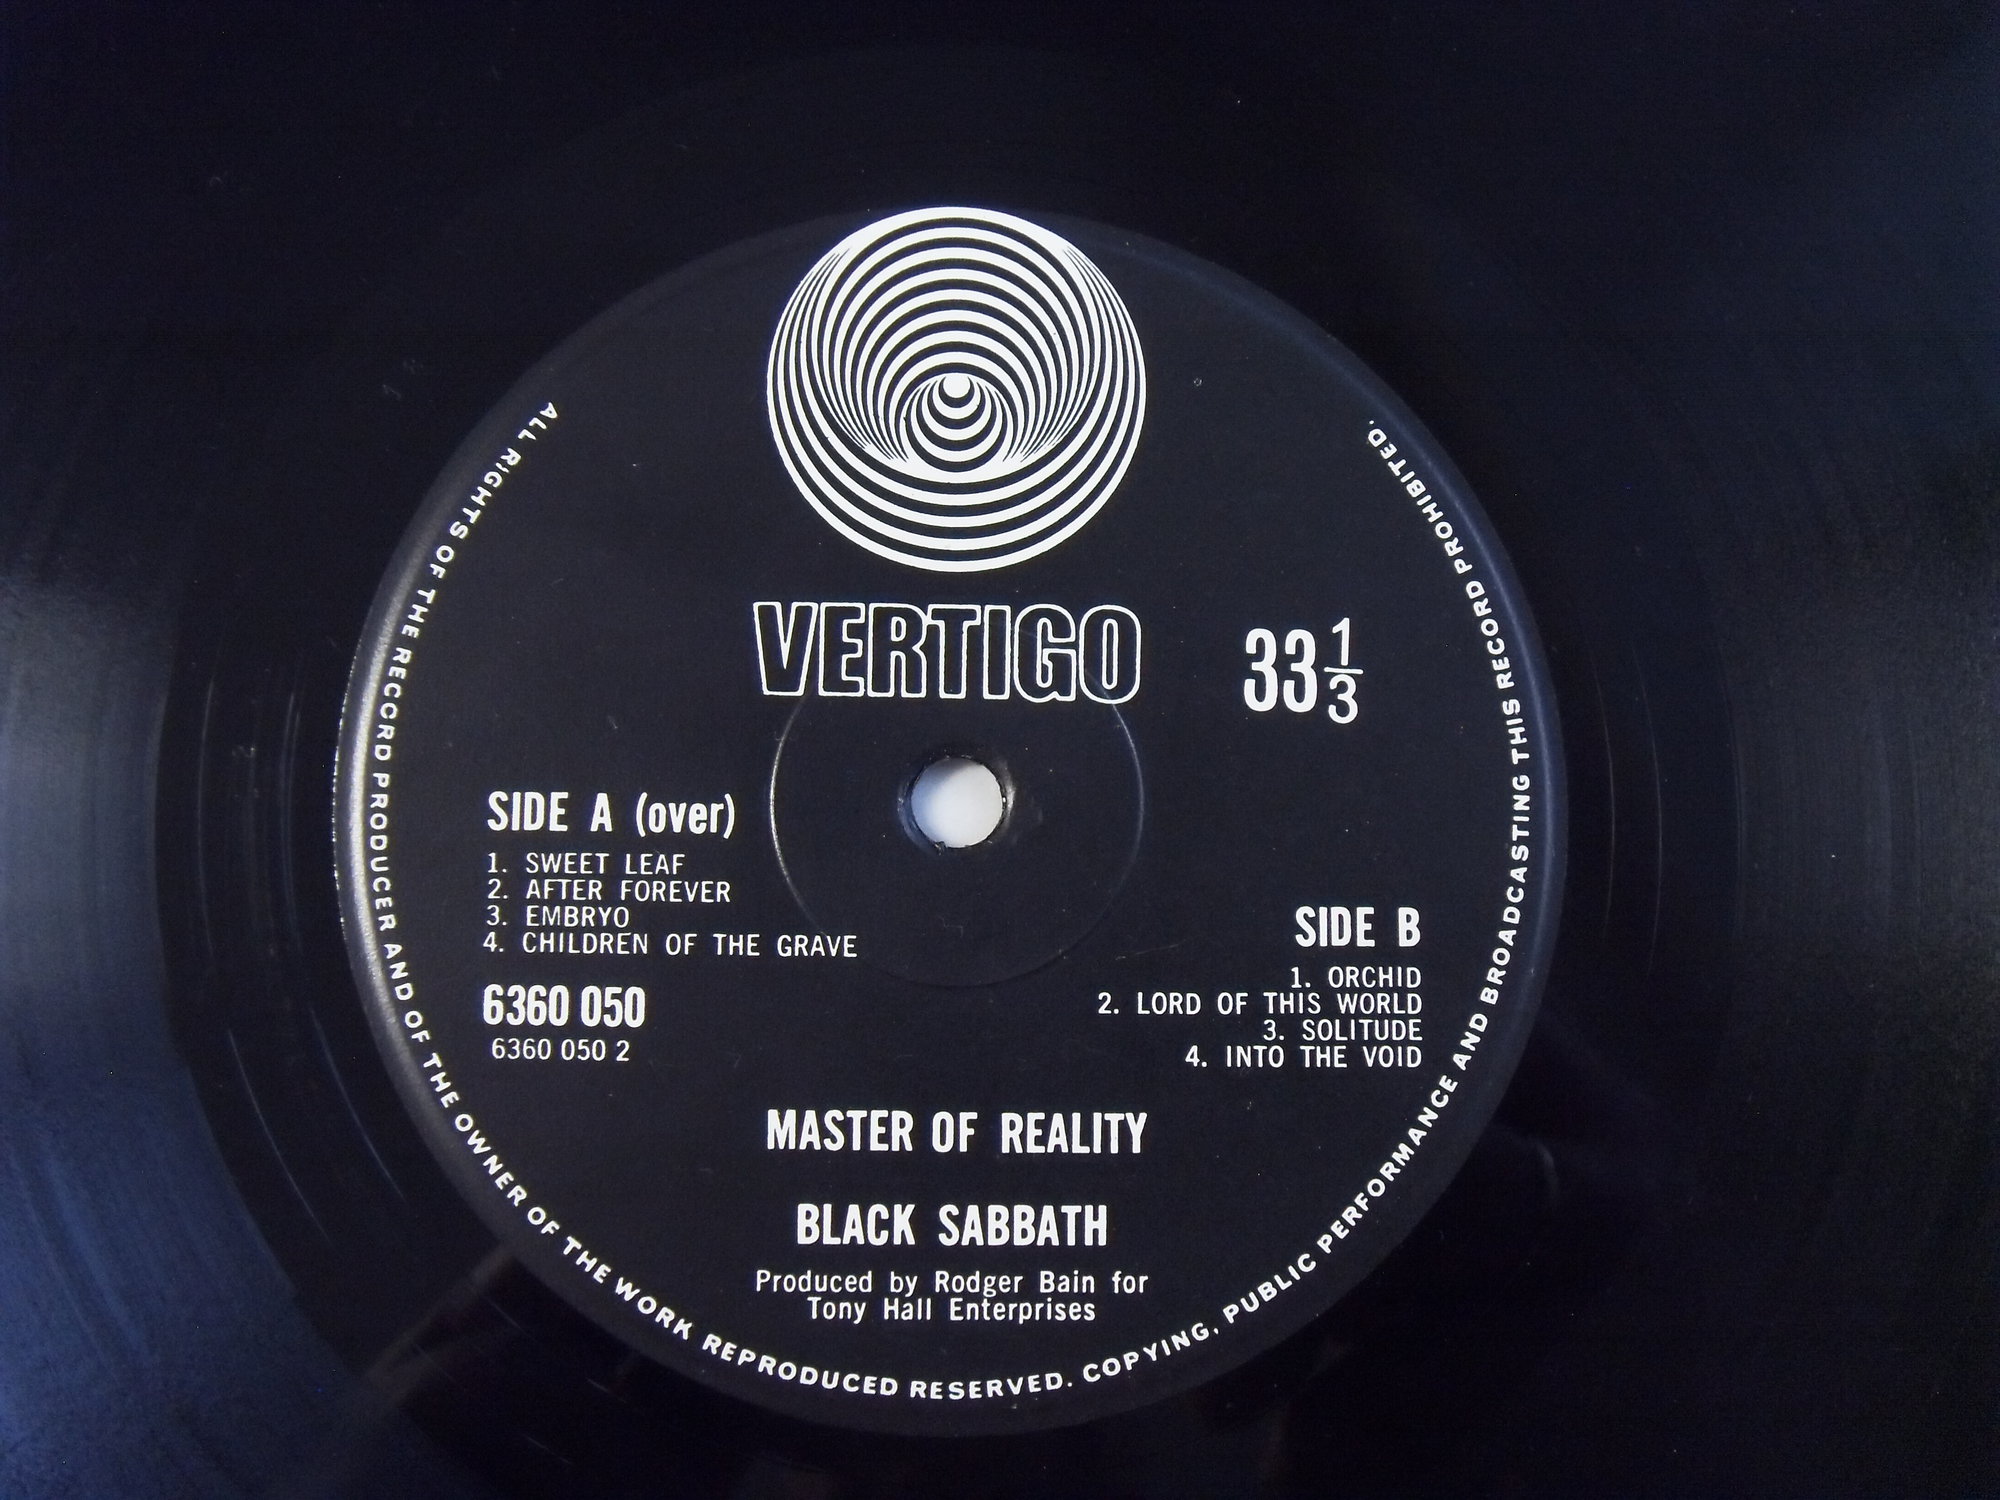 VERTIGO
33 1/3
SIDE A (over)
1. SWEET LEAF
2. AFTER FOREVER
3. EMBRYO
4. CHILDREN OF THE GRAVE
6360 050
6360 050 2
SIDE B
1. ORCHID
2. LORD OF THIS WORLD
3. SOLITUDE
4. INTO THE VOID
MASTER OF REALITY
BLACK SABBATH
Produced by Rodger Bain for
Tony Hall Enterprises
ALL RIGHTS OF THE RECORD PRODUCER AND OF THE OWNER OF THE WORK REPRODUCED RESERVED. COPYING, PUBLIC PERFORMANCE AND BROADCASTING THIS RECORD PROHIBITED.